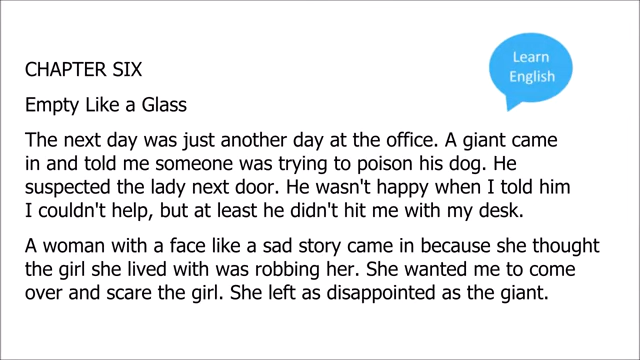 Learn
English
CHAPTER SIX
Empty Like a Glass
The next day was just another day at the office. A giant came
in and told me someone was trying to poison his dog. He
suspected the lady next door. He wasn't happy when I told him
I couldn't help, but at least he didn't hit me with my desk.
A woman with a face like a sad story came in because she thought
the girl she lived with was robbing her. She wanted me to come
over and scare the girl. She left as disappointed as the giant.